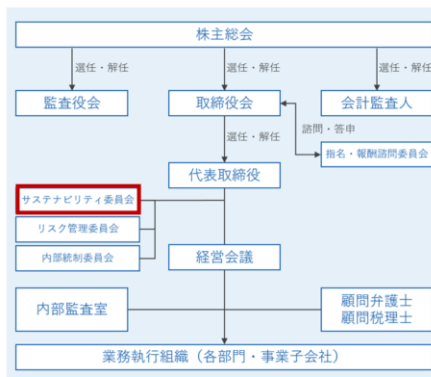 株主総会
選任・解任
選任・解任
選任・解任
監査役会
取締役会
会計監査人
諮問・答申
選任・解任
指名・報酬諮問委員会
代表取締役
サステナビリティ委員会
リスク管理委員会
内部統制委員会
経営会議
内部監査室
顧問弁護士
顧問税理士
業務執行組織（各部門・事業子会社）